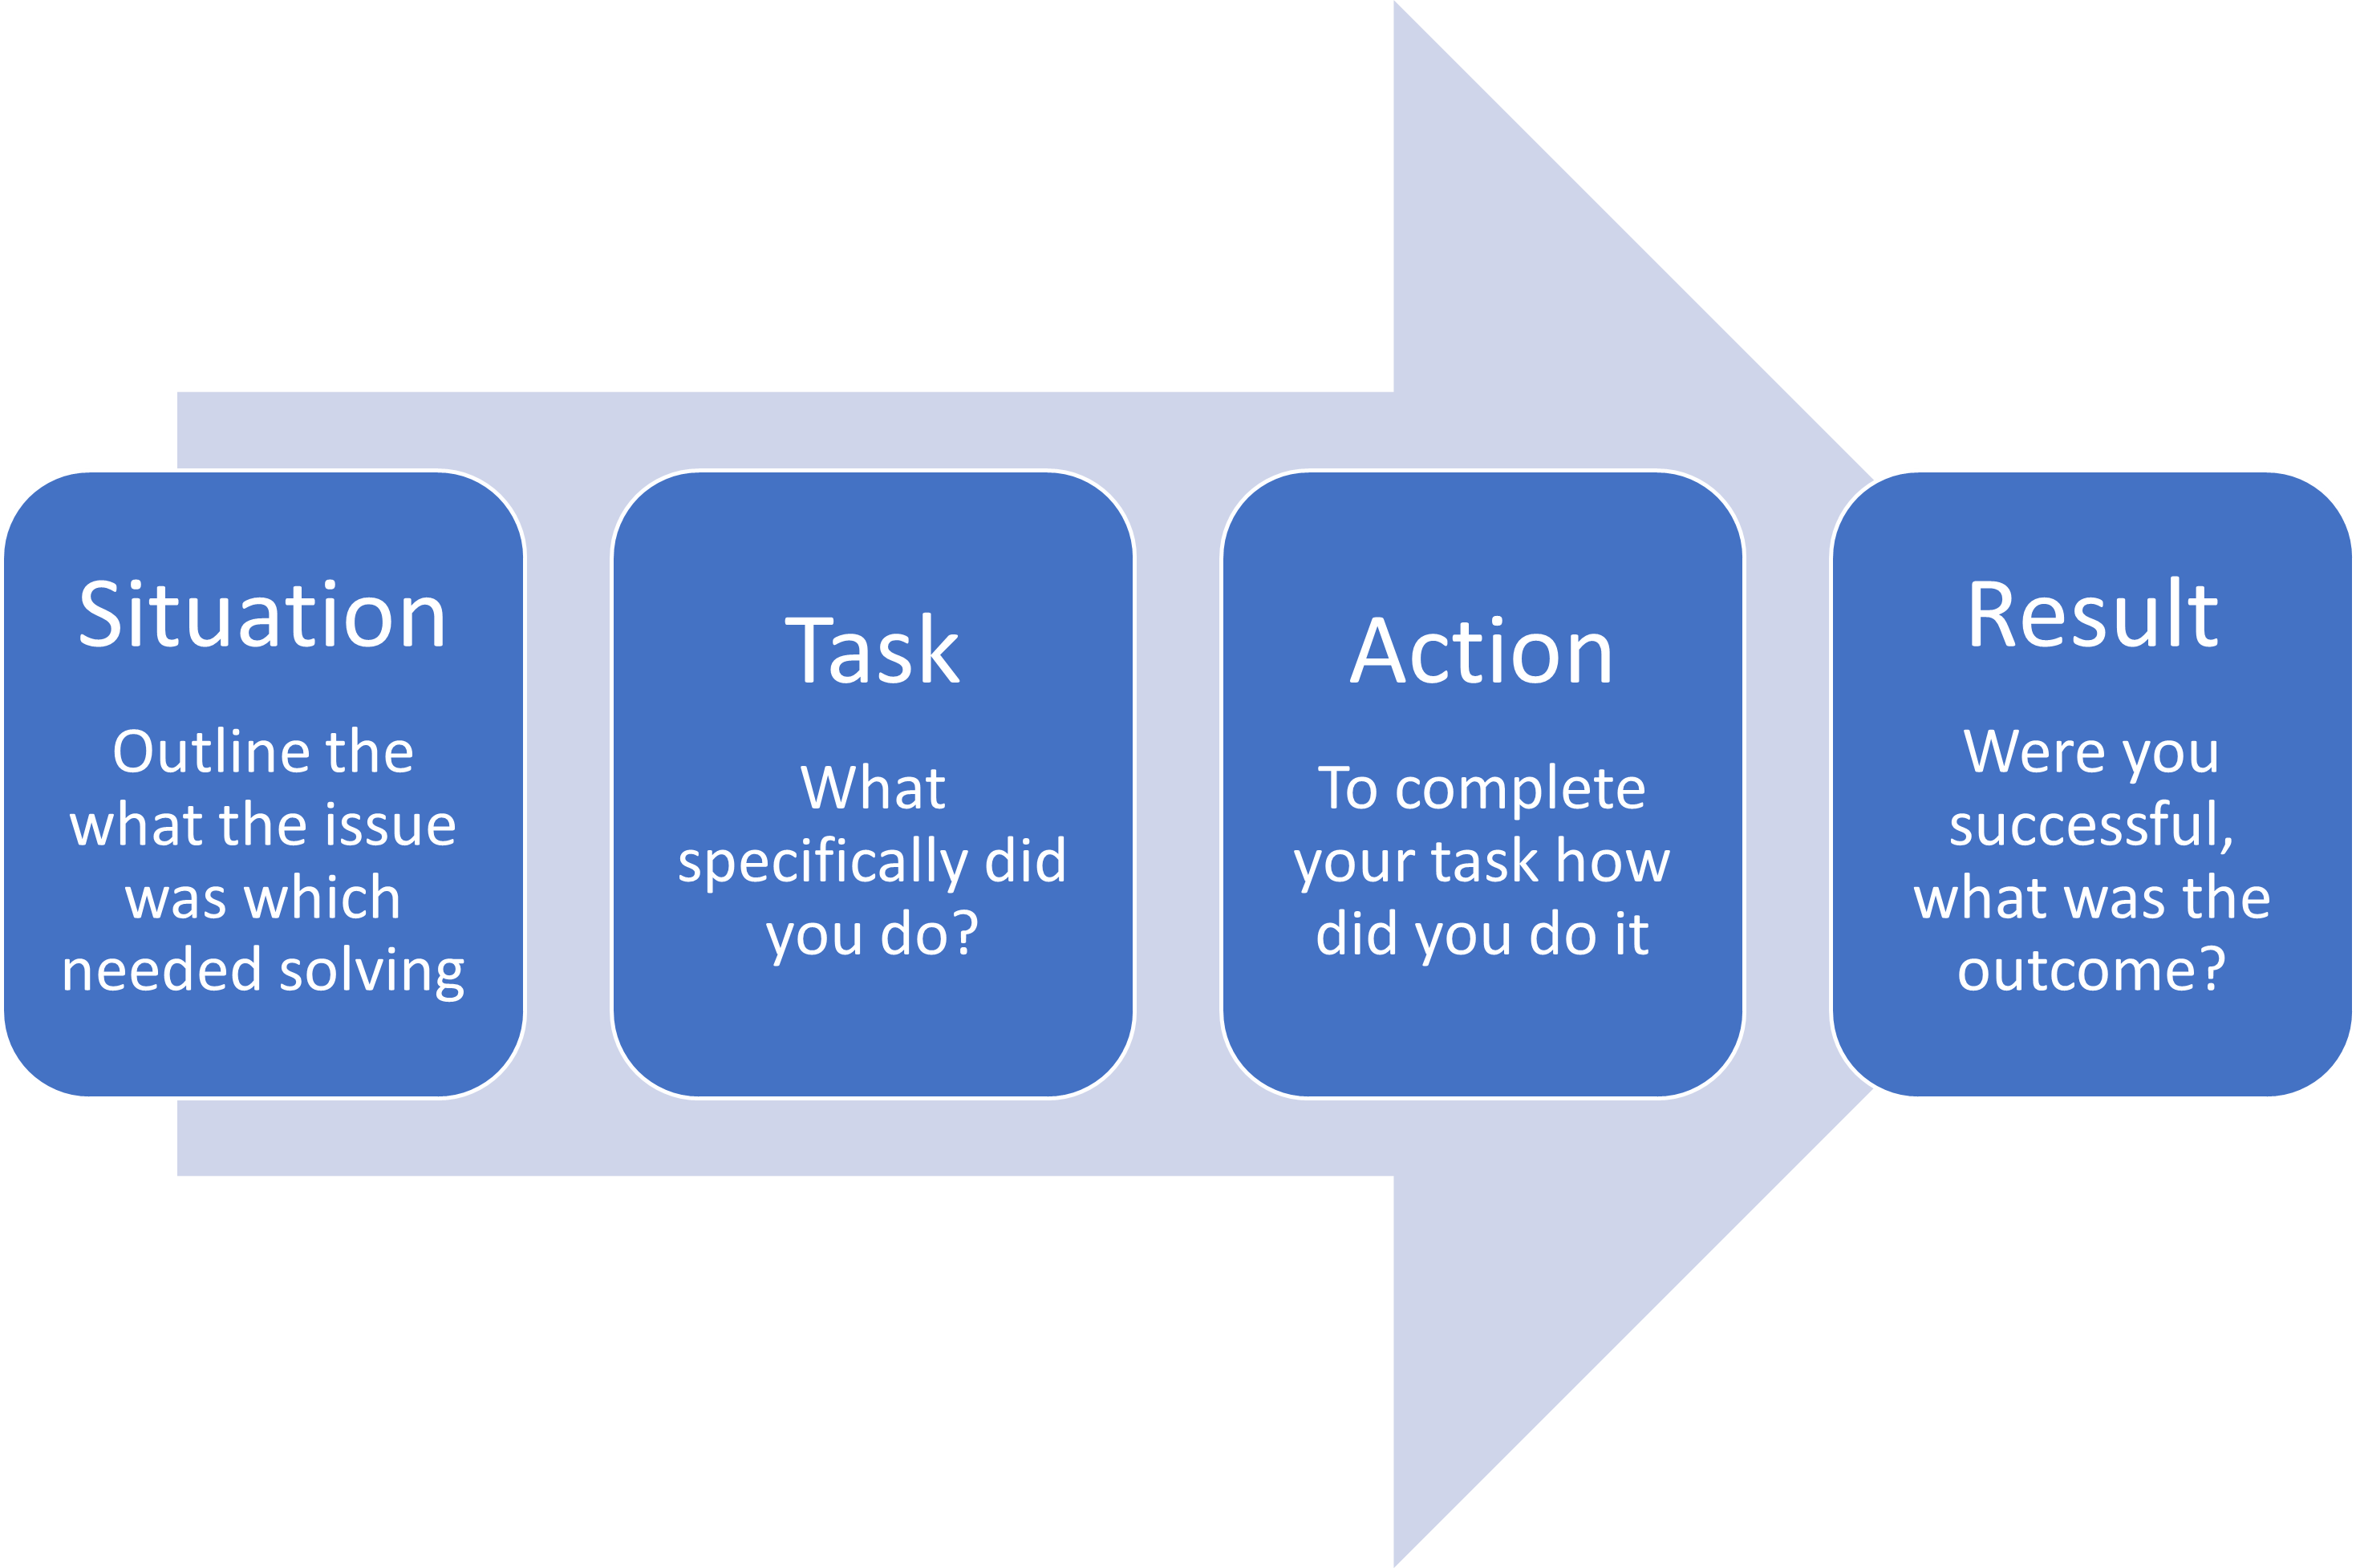 Situation
Outline the
what the issue
was which
needed solving
Task
What
specifically did
you do?
Action
To complete
your task how
did you do it
Result
Were you
successful,
what was the
outcome?